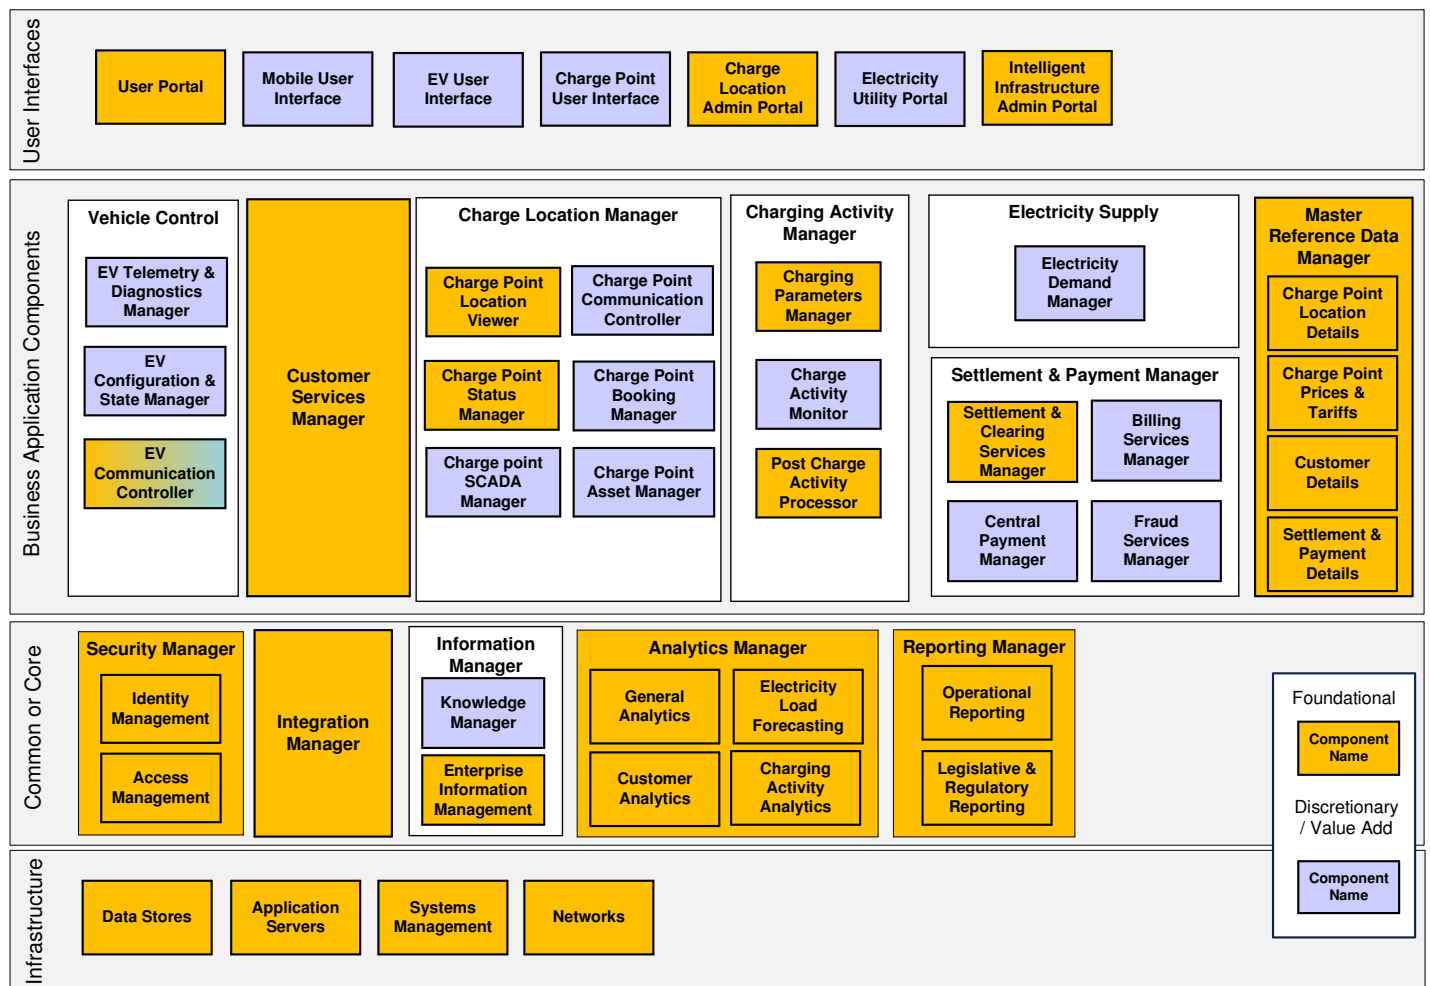 User Interfaces
User Portal
Mobile User
Interface
EV User
Interface
Charge Point
User Interface
Charge
Location
Admin Portal
Electricity
Utility Portal
Intelligent
Infrastructure
Admin Portal
Business Application Components
Vehicle Control
EV Telemetry &
Diagnostics
Manager
EV
Configuration &
State Manager
EV
Communication
Controller
Customer
Services
Manager
Charge Location Manager
Charge Point
Location
Viewer
Charge Point
Communication
Controller
Charge Point
Status
Manager
Charge Point
Booking
Manager
Charge point
SCADA
Manager
Charge Point
Asset Manager
Charging Activity
Manager
Charging
Parameters
Manager
Charge
Activity
Monitor
Post Charge
Activity
Processor
Electricity Supply
Electricity
Demand
Manager
Settlement & Payment Manager
Settlement &
Clearing
Services
Manager
Billing
Services
Manager
Central
Payment
Manager
Fraud
Services
Manager
Master
Reference Data
Manager
Charge Point
Location
Details
Charge Point
Prices &
Tariffs
Customer
Details
Settlement &
Payment
Details
Common or Core
Security Manager
Identity
Management
Access
Management
Integration
Manager
Information
Manager
Knowledge
Manager
Enterprise
Information
Management
Analytics Manager
General
Analytics
Electricity
Load
Forecasting
Customer
Analytics
Charging
Activity
Analytics
Reporting Manager
Operational
Reporting
Legislative &
Regulatory
Reporting
Foundational
Component
Name
Discretionary
/ Value Add
Component
Name
Infrastructure
Data Stores
Application
Servers
Systems
Management
Networks